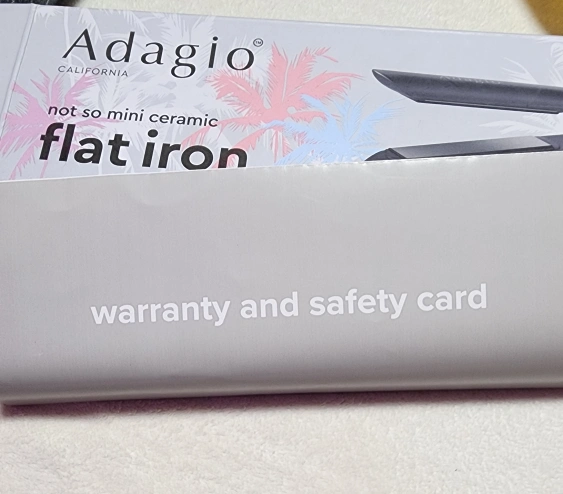 Adagio™
CALIFORNIA
not so mini ceramic
flat iron
warranty and safety card